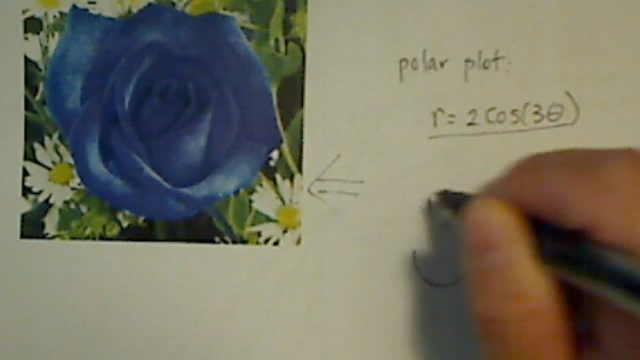 polar plot:
r = 2 cos(3θ)